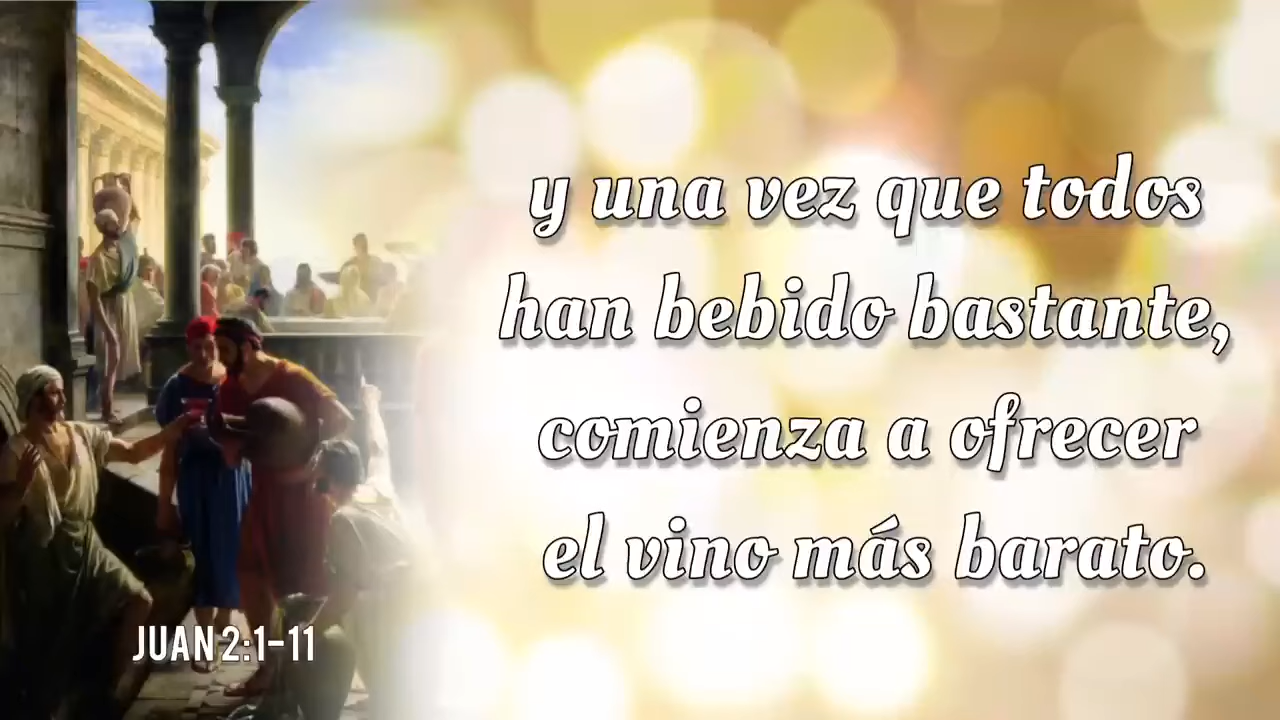 y una vez que todos
han bebido bastante,
comienza a ofrecer
el vino más barato.
JUAN 2:1-11